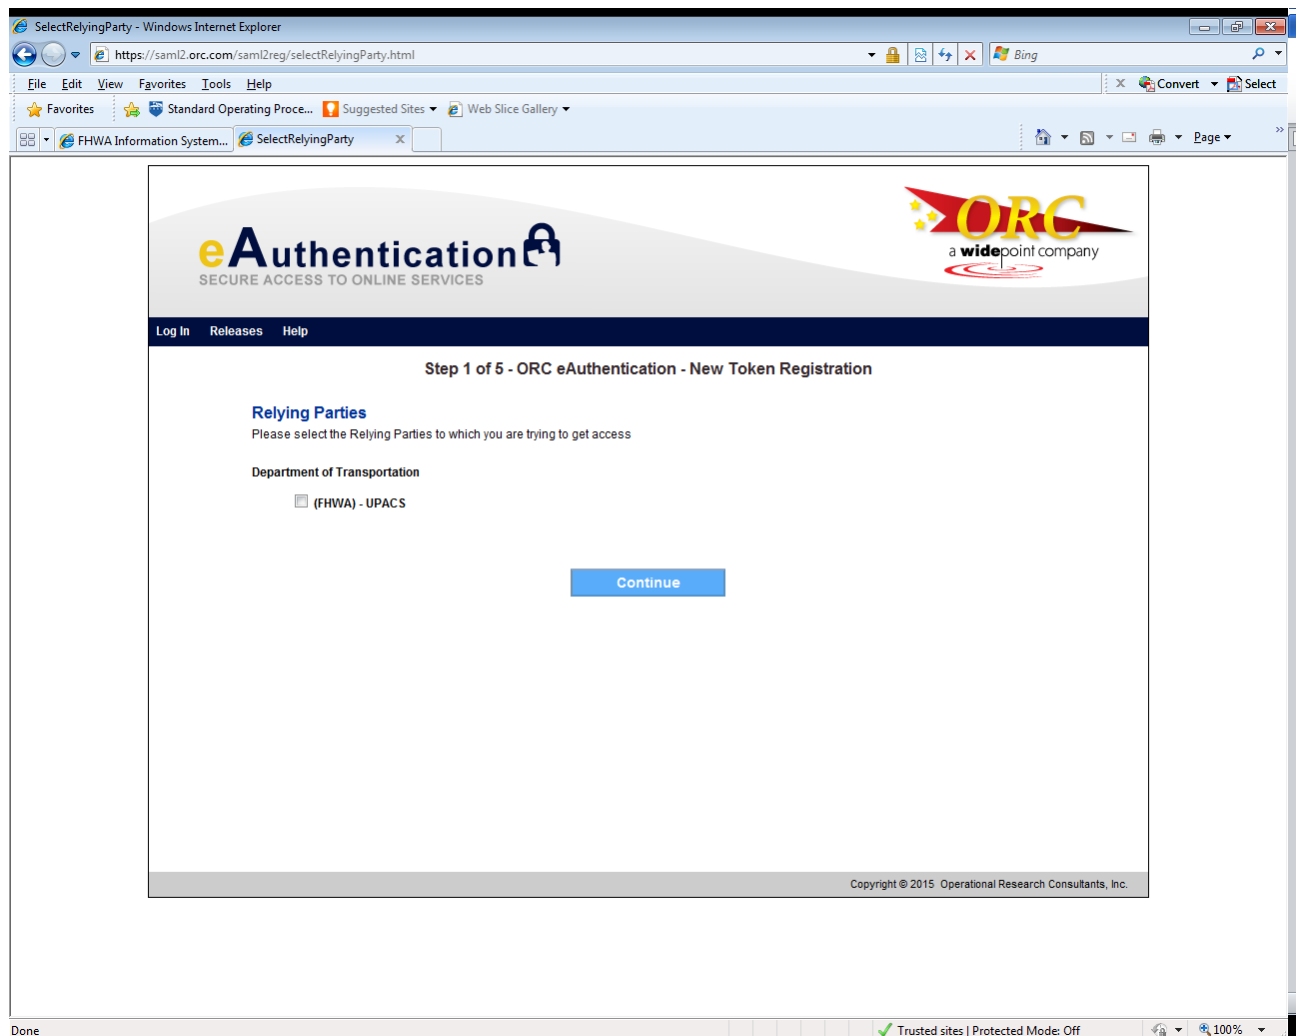 SelectRelyingParty - Windows Internet Explorer
https://saml2.orc.com/saml2reg/selectRelyingParty.html
Bing
File Edit View Favorites Tools Help
Convert Select
Favorites Standard Operating Proce... Suggested Sites Web Slice Gallery
FHWA Information System... SelectRelyingParty Page
eAuthentication
SECURE ACCESS TO ONLINE SERVICES
ORC
a widepoint company
Log In Releases Help
Step 1 of 5 - ORC eAuthentication - New Token Registration
Relying Parties
Please select the Relying Parties to which you are trying to get access
Department of Transportation
(FHWA) - UPACS
Continue
Copyright © 2015 Operational Research Consultants, Inc.
Done Trusted sites | Protected Mode: Off 100%